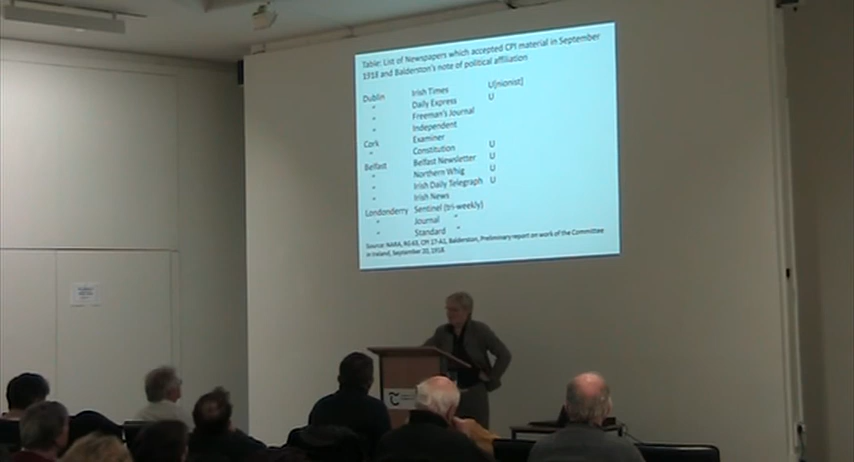 Table: List of Newspapers which accepted CPI material in September
1918 and Balderston's note of political affiliation
Dublin Irish Times U[nionist]
" Daily Express U
" Freeman's Journal
" Independent
Cork Examiner
" Constitution U
Belfast Belfast Newsletter U
" Northern Whig U
" Irish Daily Telegraph U
" Irish News
Londonderry Sentinel (tri-weekly)
" Journal "
" Standard "
Source: NARA, RG 63, CPI 17-A1, Balderston, Preliminary report on work of the Committee
in Ireland, September 20, 1918.